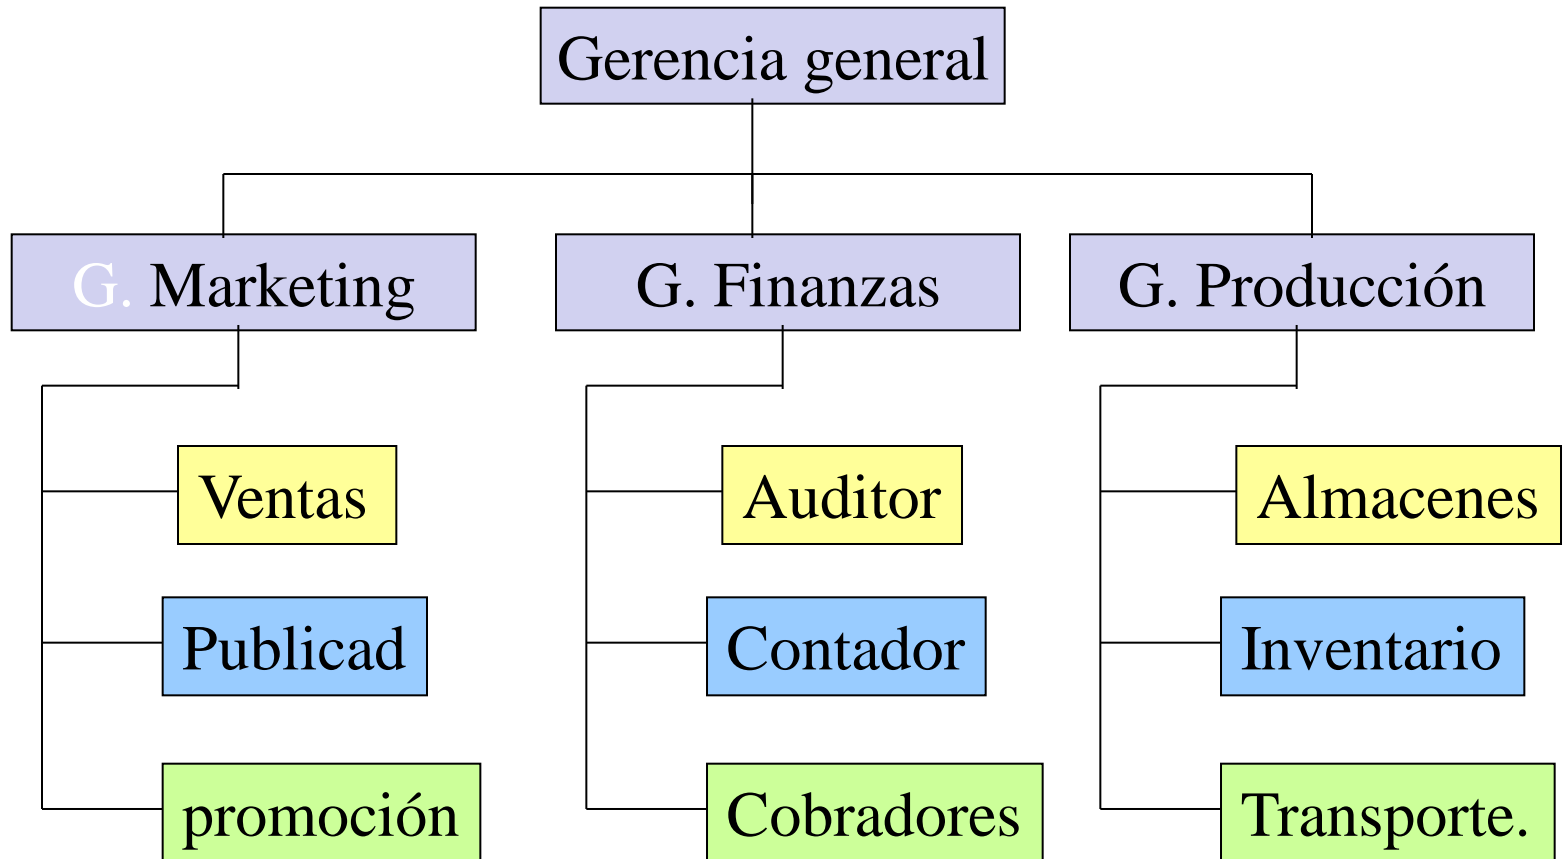 Gerencia general
G. Marketing
G. Finanzas
G. Producción
Ventas
Auditor
Almacenes
Publicad
Contador
Inventario
promoción
Cobradores
Transporte.